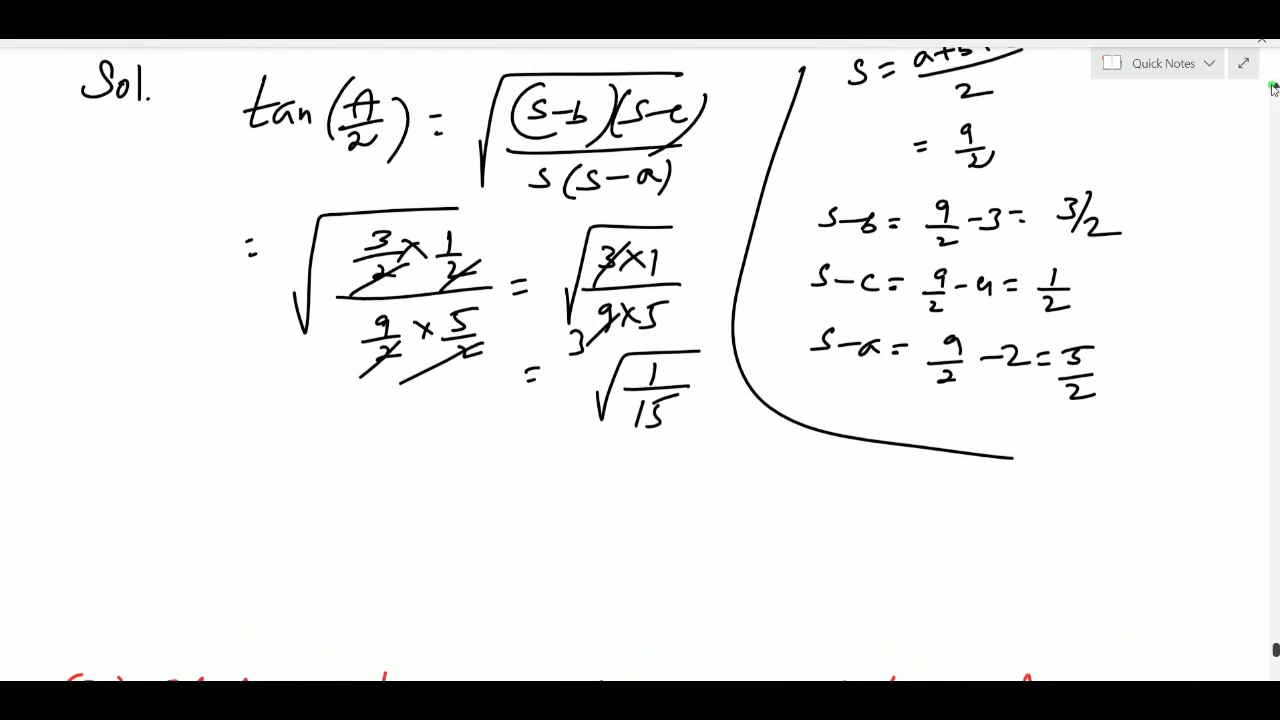 Quick Notes
Sol.
tan(A/2) = √((s-b)(s-c) / s(s-a))
= √((3/2 × 1/2) / (9/2 × 5/2)) = √((3×1) / (9×5))
3
= √(1/15)
s = a+b+ / 2
= 9/2
s-b = 9/2 - 3 = 3/2
s-c = 9/2 - 4 = 1/2
s-a = 9/2 - 2 = 5/2